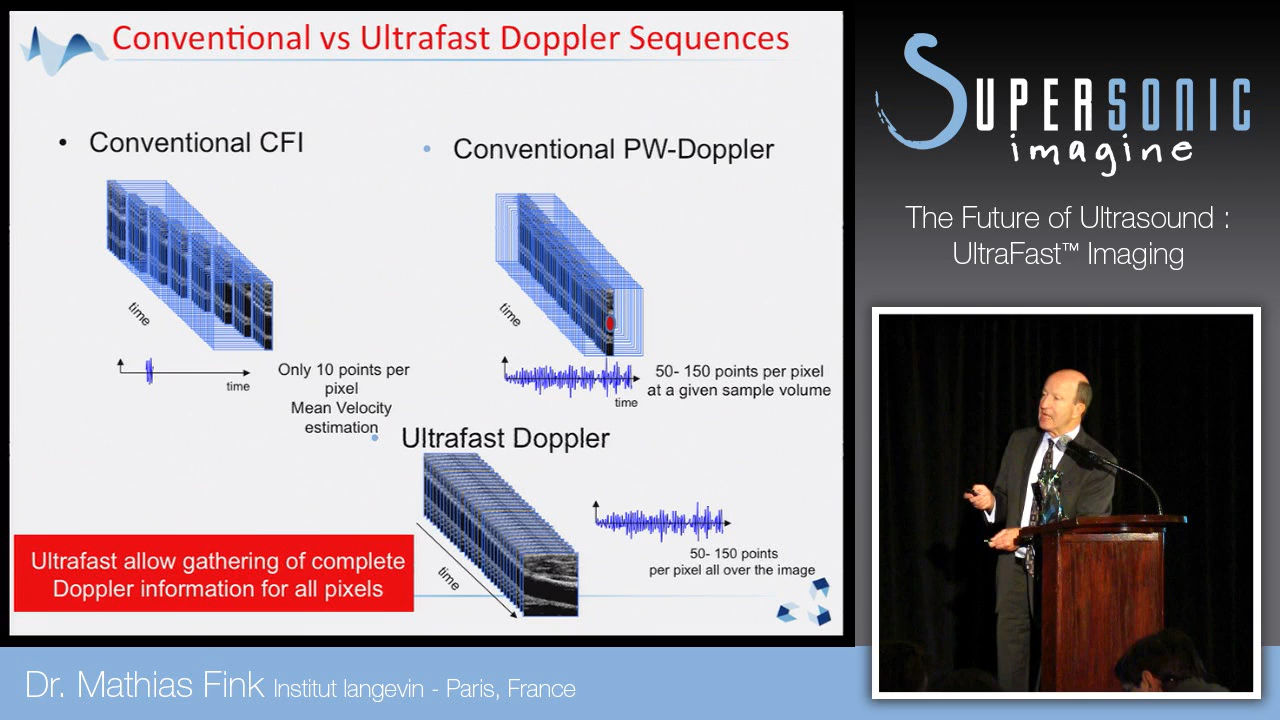 Conventional vs Ultrafast Doppler Sequences
• Conventional CFI
time
time
Only 10 points per
pixel
Mean Velocity
estimation
• Conventional PW-Doppler
time
time
50- 150 points per pixel
at a given sample volume
• Ultrafast Doppler
time
50- 150 points
per pixel all over the image
Ultrafast allow gathering of complete
Doppler information for all pixels
SUPERSONIC
imagine
The Future of Ultrasound :
UltraFast™ Imaging
Dr. Mathias Fink Institut langevin - Paris, France